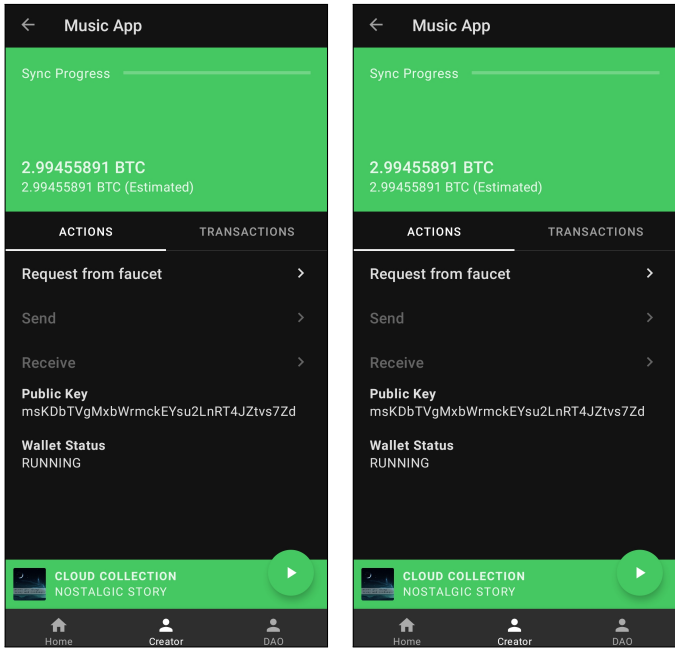 Music App
Sync Progress
2.99455891 BTC
2.99455891 BTC (Estimated)
ACTIONS TRANSACTIONS
Request from faucet
Send
Receive
Public Key
msKDbTVgMxbWrmckEYsu2LnRT4JZtvs7Zd
Wallet Status
RUNNING
CLOUD COLLECTION
NOSTALGIC STORY
Home Creator DAO
Music App
Sync Progress
2.99455891 BTC
2.99455891 BTC (Estimated)
ACTIONS TRANSACTIONS
Request from faucet
Send
Receive
Public Key
msKDbTVgMxbWrmckEYsu2LnRT4JZtvs7Zd
Wallet Status
RUNNING
CLOUD COLLECTION
NOSTALGIC STORY
Home Creator DAO